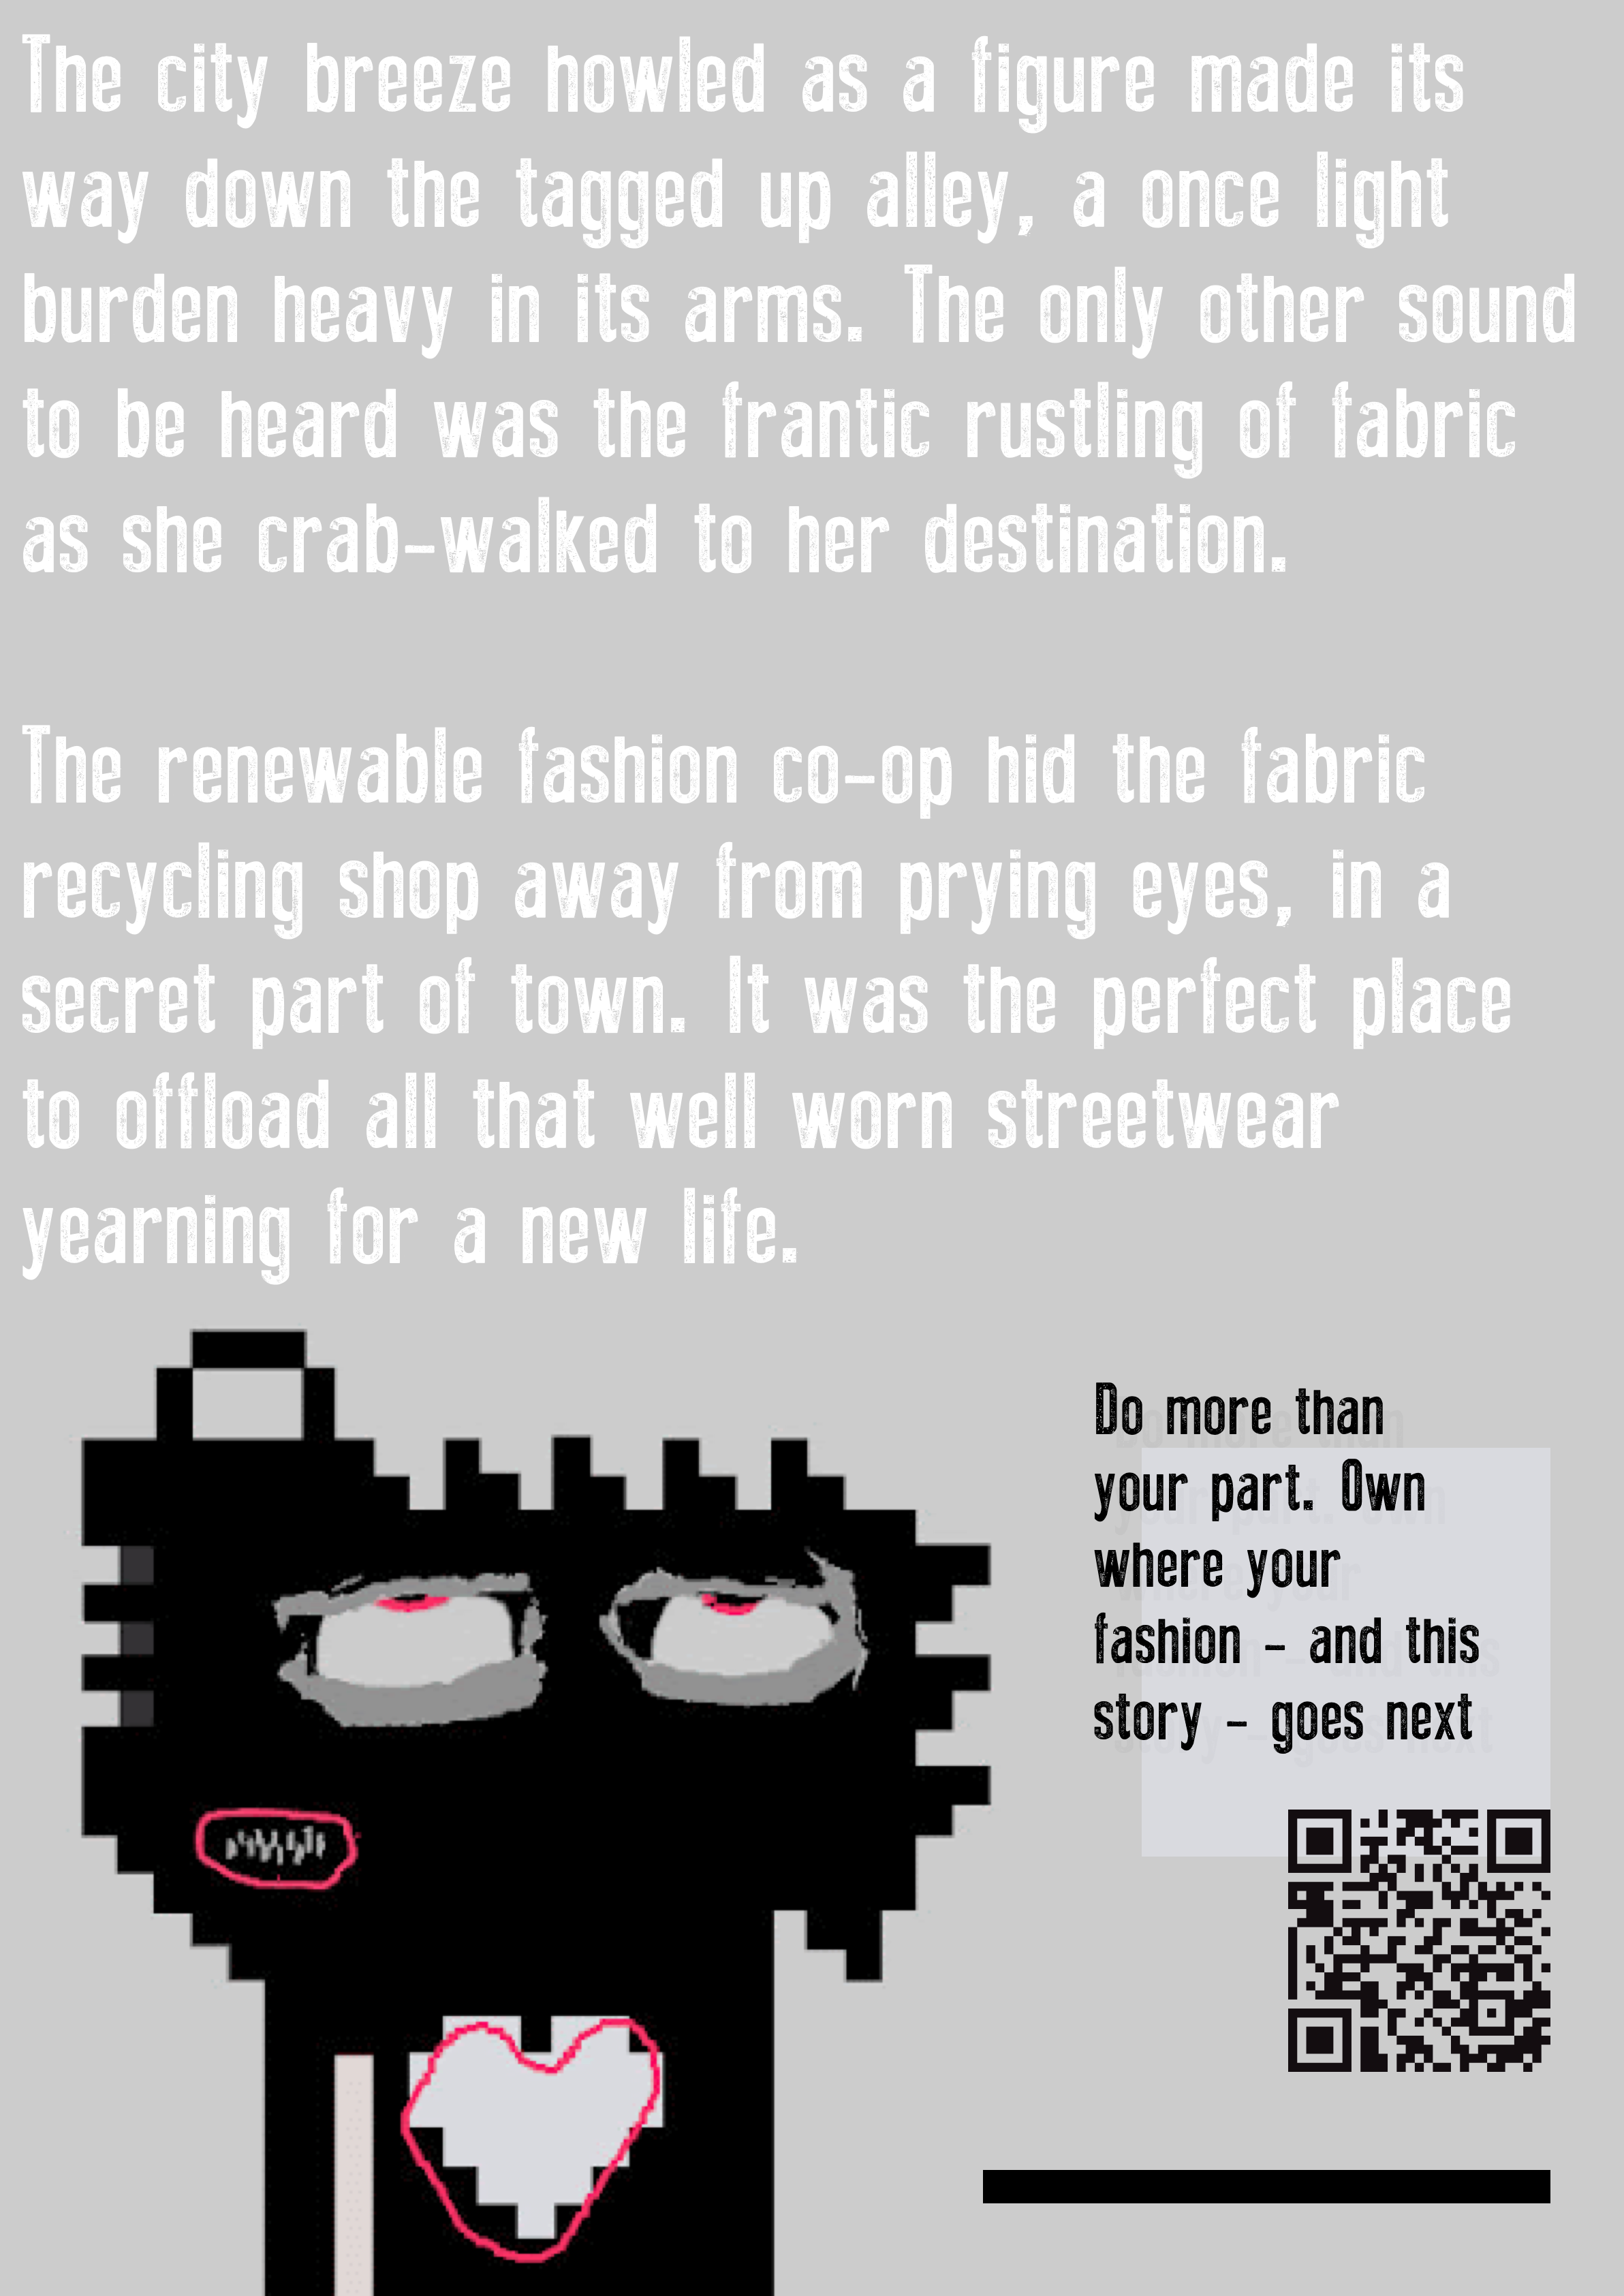 The city breeze howled as a figure made its
way down the tagged up alley, a once light
burden heavy in its arms. The only other sound
to be heard was the frantic rustling of fabric
as she crab-walked to her destination.
The renewable fashion co-op hid the fabric
recycling shop away from prying eyes, in a
secret part of town. It was the perfect place
to offload all that well worn streetwear
yearning for a new life.
Do more than
your part. Own
where your
fashion - and this
story - goes next